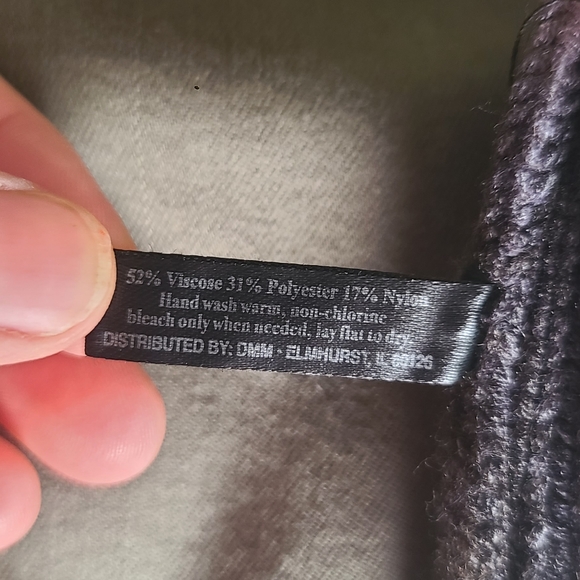 52% Viscose 31% Polyester 17% Nylon
Hand wash warm, non-chlorine
bleach only when needed, lay flat to dry
DISTRIBUTED BY: DMM - ELMHURST, IL 60126